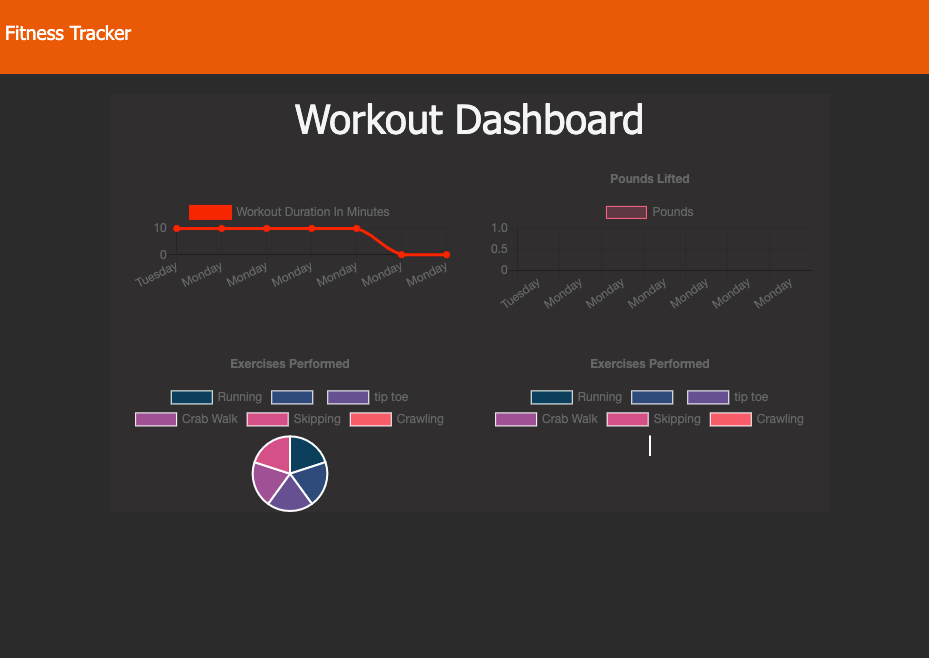 Fitness Tracker
Workout Dashboard
Workout Duration In Minutes
10
0
Tuesday Monday Monday Monday Monday Monday Monday
Pounds Lifted
Pounds
1.0
0.5
0
Tuesday Monday Monday Monday Monday Monday Monday
Exercises Performed
Running tip toe
Crab Walk Skipping Crawling
Exercises Performed
Running tip toe
Crab Walk Skipping Crawling